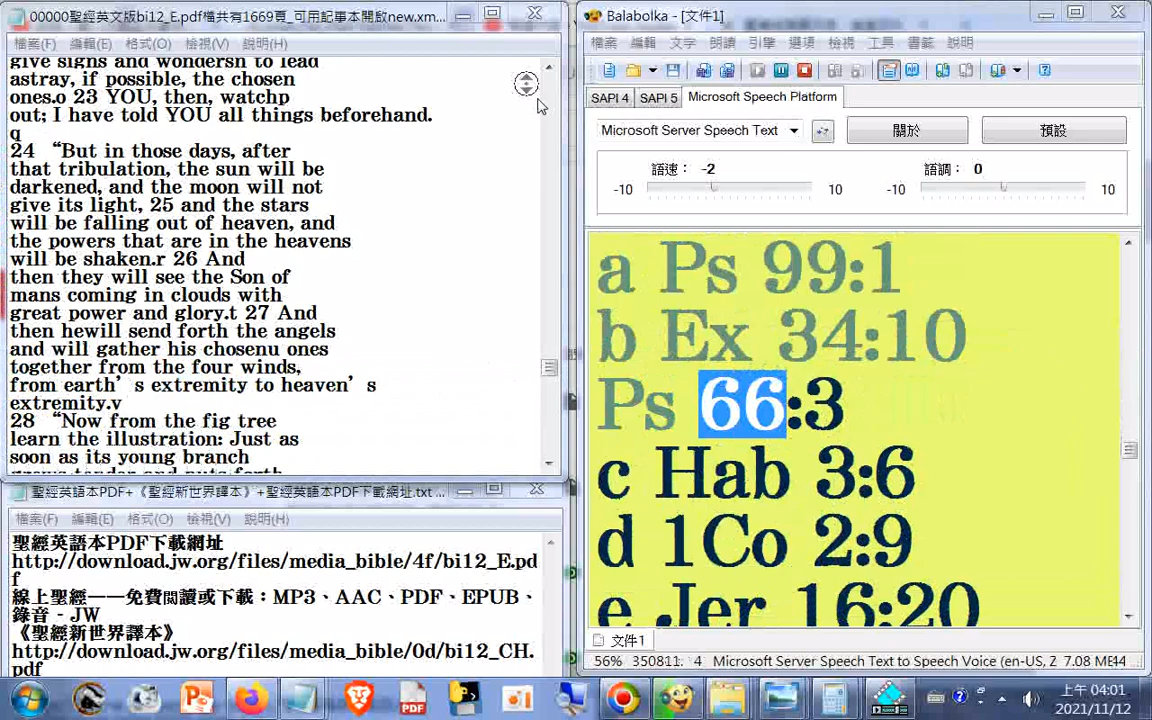 00000聖經英文版bi12_E.pdf檔共有1669頁_可用記事本開啟new.xm...
檔案(F) 編輯(E) 格式(O) 檢視(V) 說明(H)
give signs and wondersn to lead
astray, if possible, the chosen
ones.o 23 YOU, then, watchp
out; I have told YOU all things beforehand.
q
24 “But in those days, after
that tribulation, the sun will be
darkened, and the moon will not
give its light, 25 and the stars
will be falling out of heaven, and
the powers that are in the heavens
will be shaken.r 26 And
then they will see the Son of
mans coming in clouds with
great power and glory.t 27 And
then hewill send forth the angels
and will gather his chosenu ones
together from the four winds,
from earth’s extremity to heaven’s
extremity.v
28 “Now from the fig tree
learn the illustration: Just as
soon as its young branch
grows tender and puts forth
聖經英語本PDF+《聖經新世界譯本》+聖經英語本PDF下載網址.txt ...
檔案(F) 編輯(E) 格式(O) 檢視(V) 說明(H)
聖經英語本PDF下載網址
http://download.jw.org/files/media_bible/4f/bi12_E.pd
f
線上聖經——免費閱讀或下載：MP3、AAC、PDF、EPUB、
錄音 - JW
《聖經新世界譯本》
http://download.jw.org/files/media_bible/0d/bi12_CH.
pdf
Balabolka - [文件1]
檔案 編輯 文字 朗讀 引擎 選項 檢視 工具 書籤 說明
SAPI 4 SAPI 5 Microsoft Speech Platform
Microsoft Server Speech Text 關於 預設
語速： -2 語調： 0
-10 10 -10 10
a Ps 99:1
b Ex 34:10
Ps 66:3
c Hab 3:6
d 1Co 2:9
e Jer 16:20
文件1
56% 350811. 4 Microsoft Server Speech Text to Speech Voice (en-US, 2 7.08 ME44
PDF
上午 04:01
2021/11/12